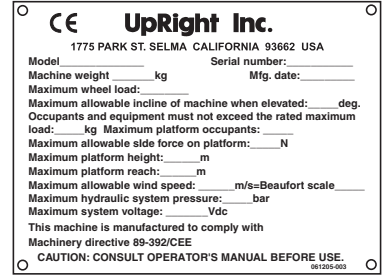 CE UpRight Inc.
1775 PARK ST. SELMA CALIFORNIA 93662 USA
Model______________ Serial number:___________
Machine weight _______kg Mfg. date:_________
Maximum wheel load:________
Maximum allowable incline of machine when elevated:_____deg.
Occupants and equipment must not exceed the rated maximum
load:_____kg Maximum platform occupants: _____
Maximum allowable sIde force on platform:_____N
Maximum platform height:______m
Maximum platform reach:______m
Maximum allowable wind speed: ______m/s=Beaufort scale_____
Maximum hydraulic system pressure:_____bar
Maximum system voltage: _______Vdc
This machine is manufactured to comply with
Machinery directive 89-392/CEE
CAUTION: CONSULT OPERATOR'S MANUAL BEFORE USE.
061205-003